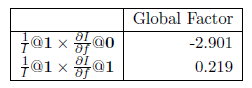 Global Factor
1/I @1 × ∂I/∂f @0 -2.901
1/I @1 × ∂I/∂f @1 0.219